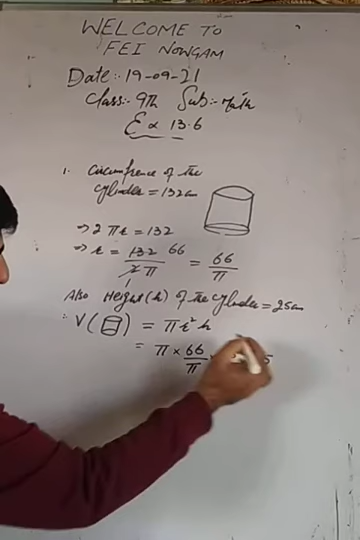 WELCOME TO
FEI NOWGAM
Date:- 19-09-21
Class:- 9th Sub:- Math
Ex 13.6
1. Circumfrence of the
cylinder = 132cm
⇒ 2πr = 132
⇒ r = 132/2π 66 = 66/π
Also Height(h) of the cylinder = 25cm
∴ V( ) = πr²h
= π × 66/π